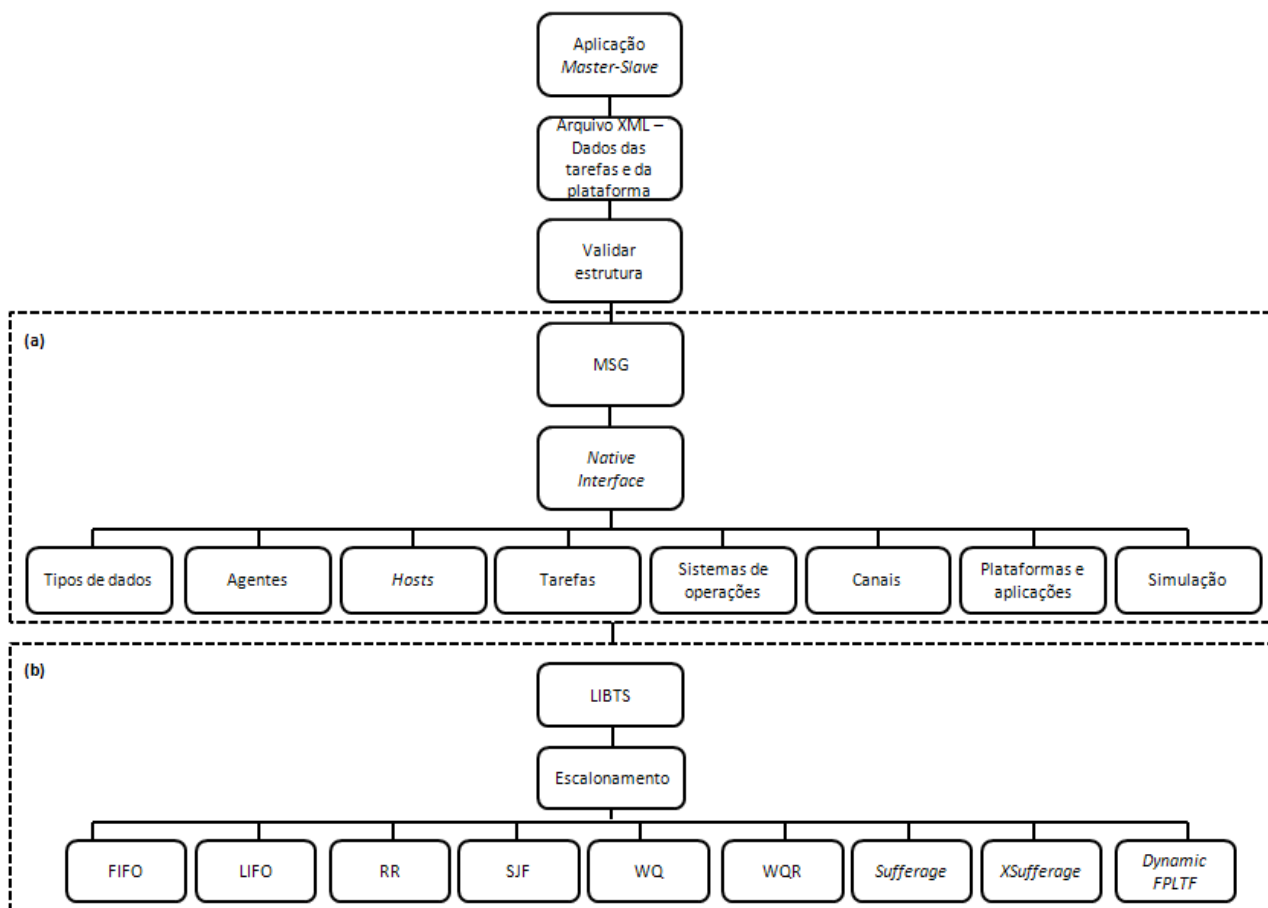 Aplicação
Master-Slave
Arquivo XML –
Dados das
tarefas e da
plataforma
Validar
estrutura
(a)
MSG
Native
Interface
Tipos de dados
Agentes
Hosts
Tarefas
Sistemas de
operações
Canais
Plataformas e
aplicações
Simulação
(b)
LIBTS
Escalonamento
FIFO
LIFO
RR
SJF
WQ
WQR
Sufferage
XSufferage
Dynamic
FPLTF